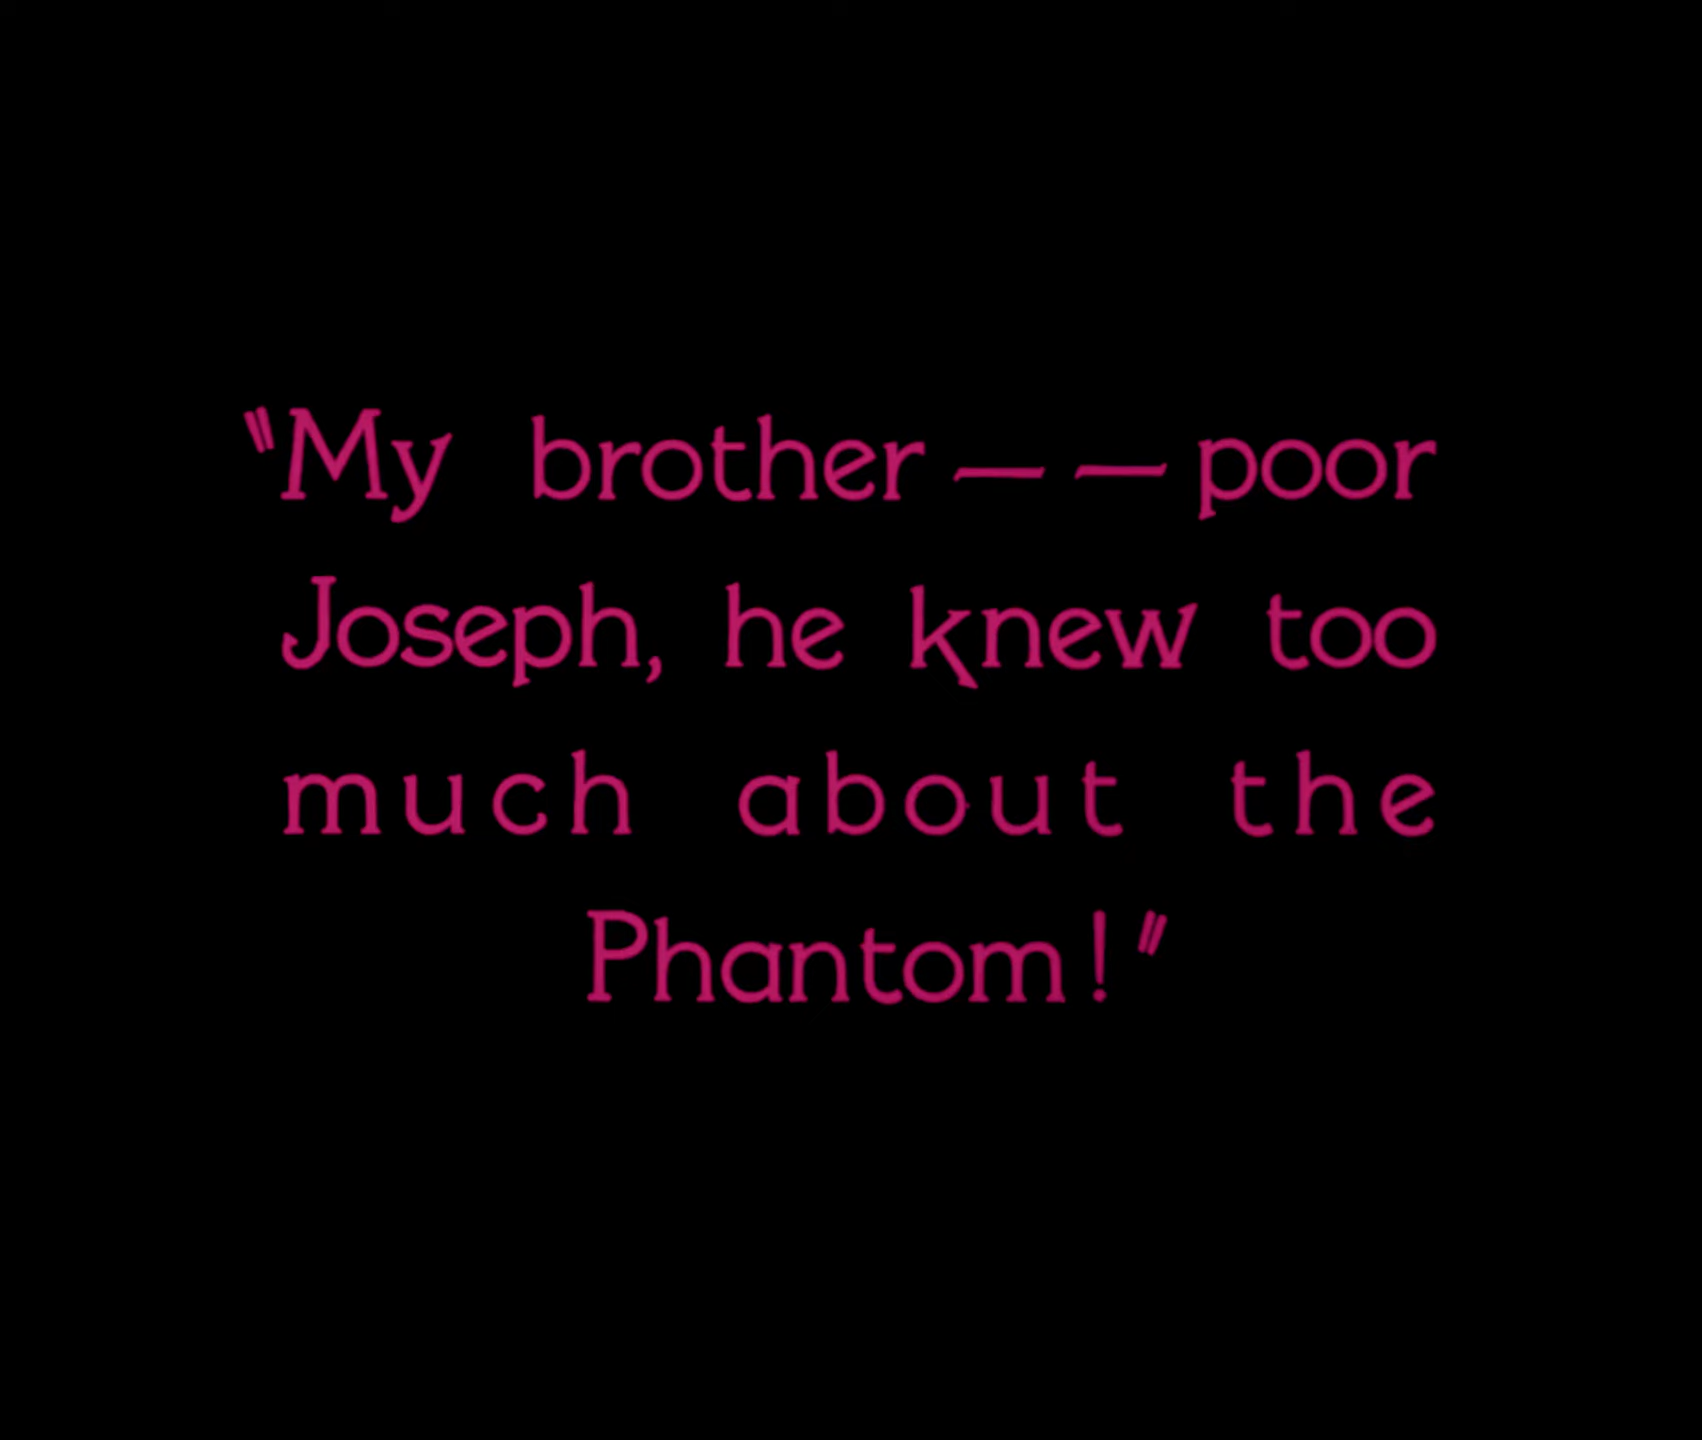 "My brother——poor
Joseph, he knew too
much about the
Phantom!"